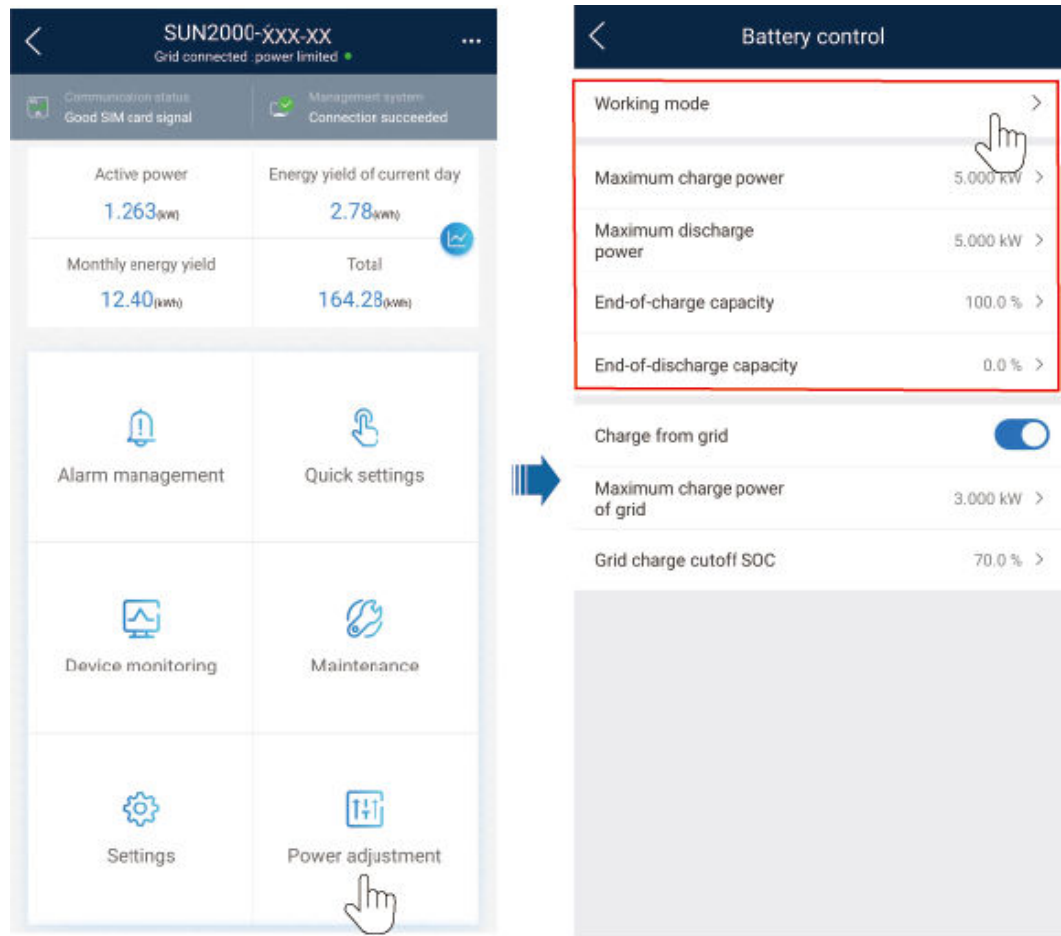 SUN2000-XXX-XX
Grid connected :power limited
Communication status
Good SIM card signal
Management system
Connection succeeded
Active power
1.263(kW)
Energy yield of current day
2.78(kWh)
Monthly energy yield
12.40(kWh)
Total
164.28(kWh)
Alarm management
Quick settings
Device monitoring
Maintenance
Settings
Power adjustment
Battery control
Working mode
Maximum charge power
5.000 kW
Maximum discharge
power
5.000 kW
End-of-charge capacity
100.0 %
End-of-discharge capacity
0.0 %
Charge from grid
Maximum charge power
of grid
3.000 kW
Grid charge cutoff SOC
70.0 %